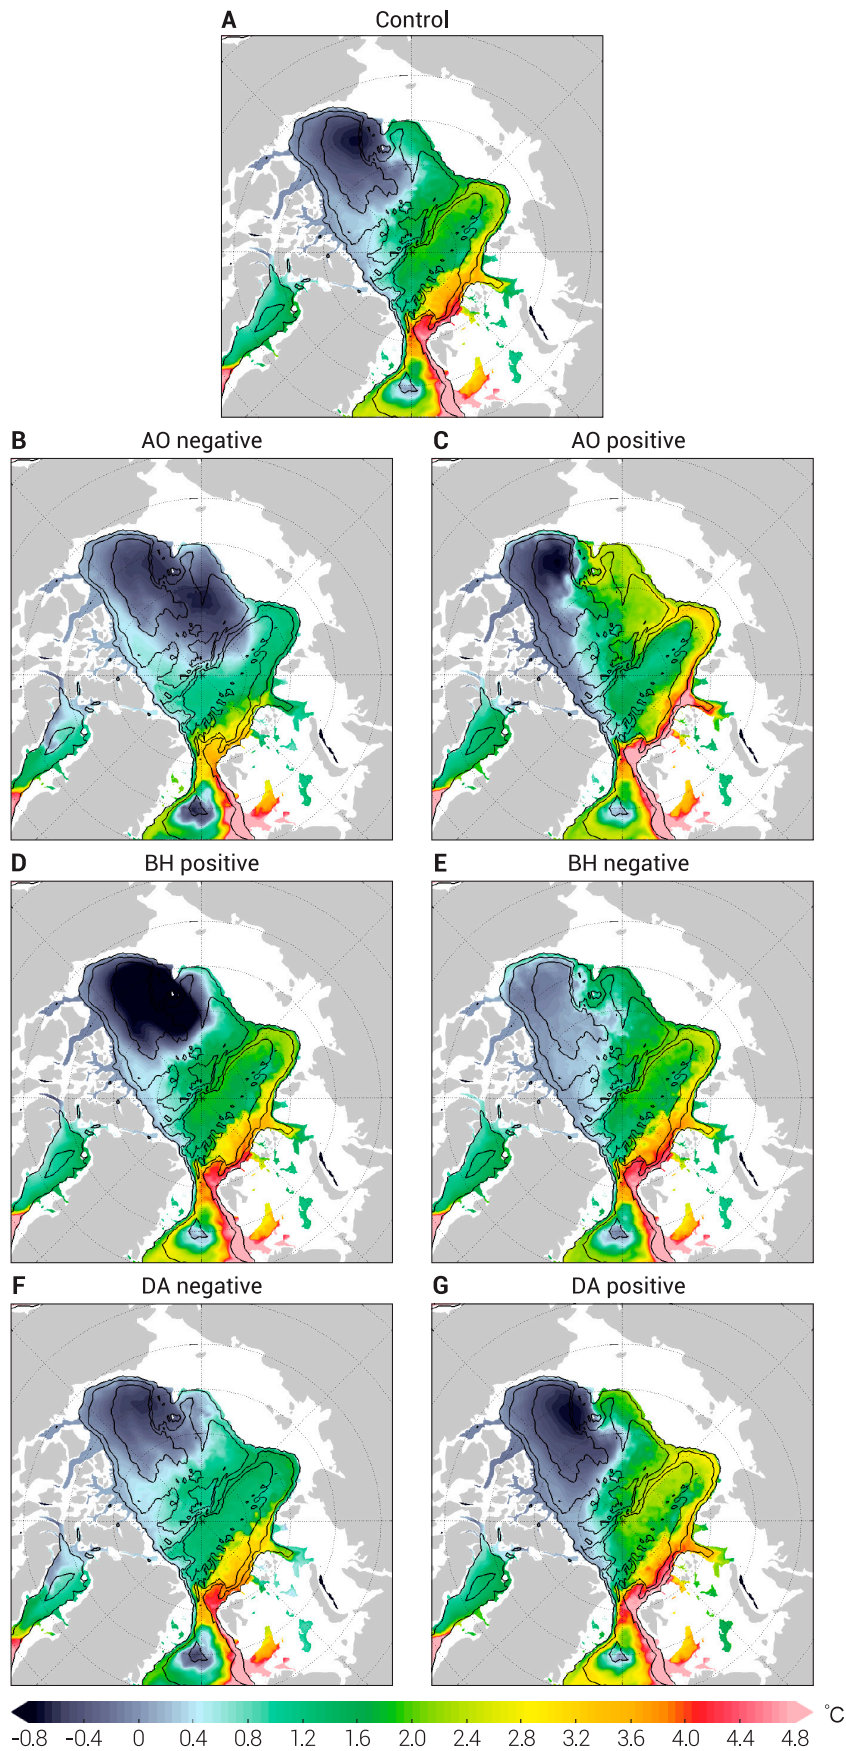 A Control
B AO negative
C AO positive
D BH positive
E BH negative
F DA negative
G DA positive
-0.8 -0.4 0 0.4 0.8 1.2 1.6 2.0 2.4 2.8 3.2 3.6 4.0 4.4 4.8 °C